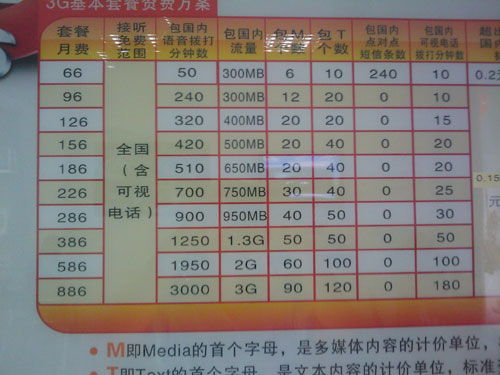 3G基本套餐资费方案
套餐月费 接听免费范围 包国内语音拨打分钟数 包国内流量 包M个数 包T个数 包国内点对点短信条数 包国内可视电话拨打分钟数
66 50 300MB 6 10 240 10
96 240 300MB 12 20 0 10
126 320 400MB 20 20 0 15
156 420 500MB 20 40 0 20
186 510 650MB 20 40 0 20
226 700 750MB 30 40 0 25
286 900 950MB 40 50 0 30
386 1250 1.3G 50 50 0 50
586 1950 2G 60 100 0 100
886 3000 3G 90 120 0 180
全国
(含
可视
电话)
0.15
元
● M即Media的首个字母,是多媒体内容的计价单位,
● T即Text的首个字母,是文本内容的计价单位,标准